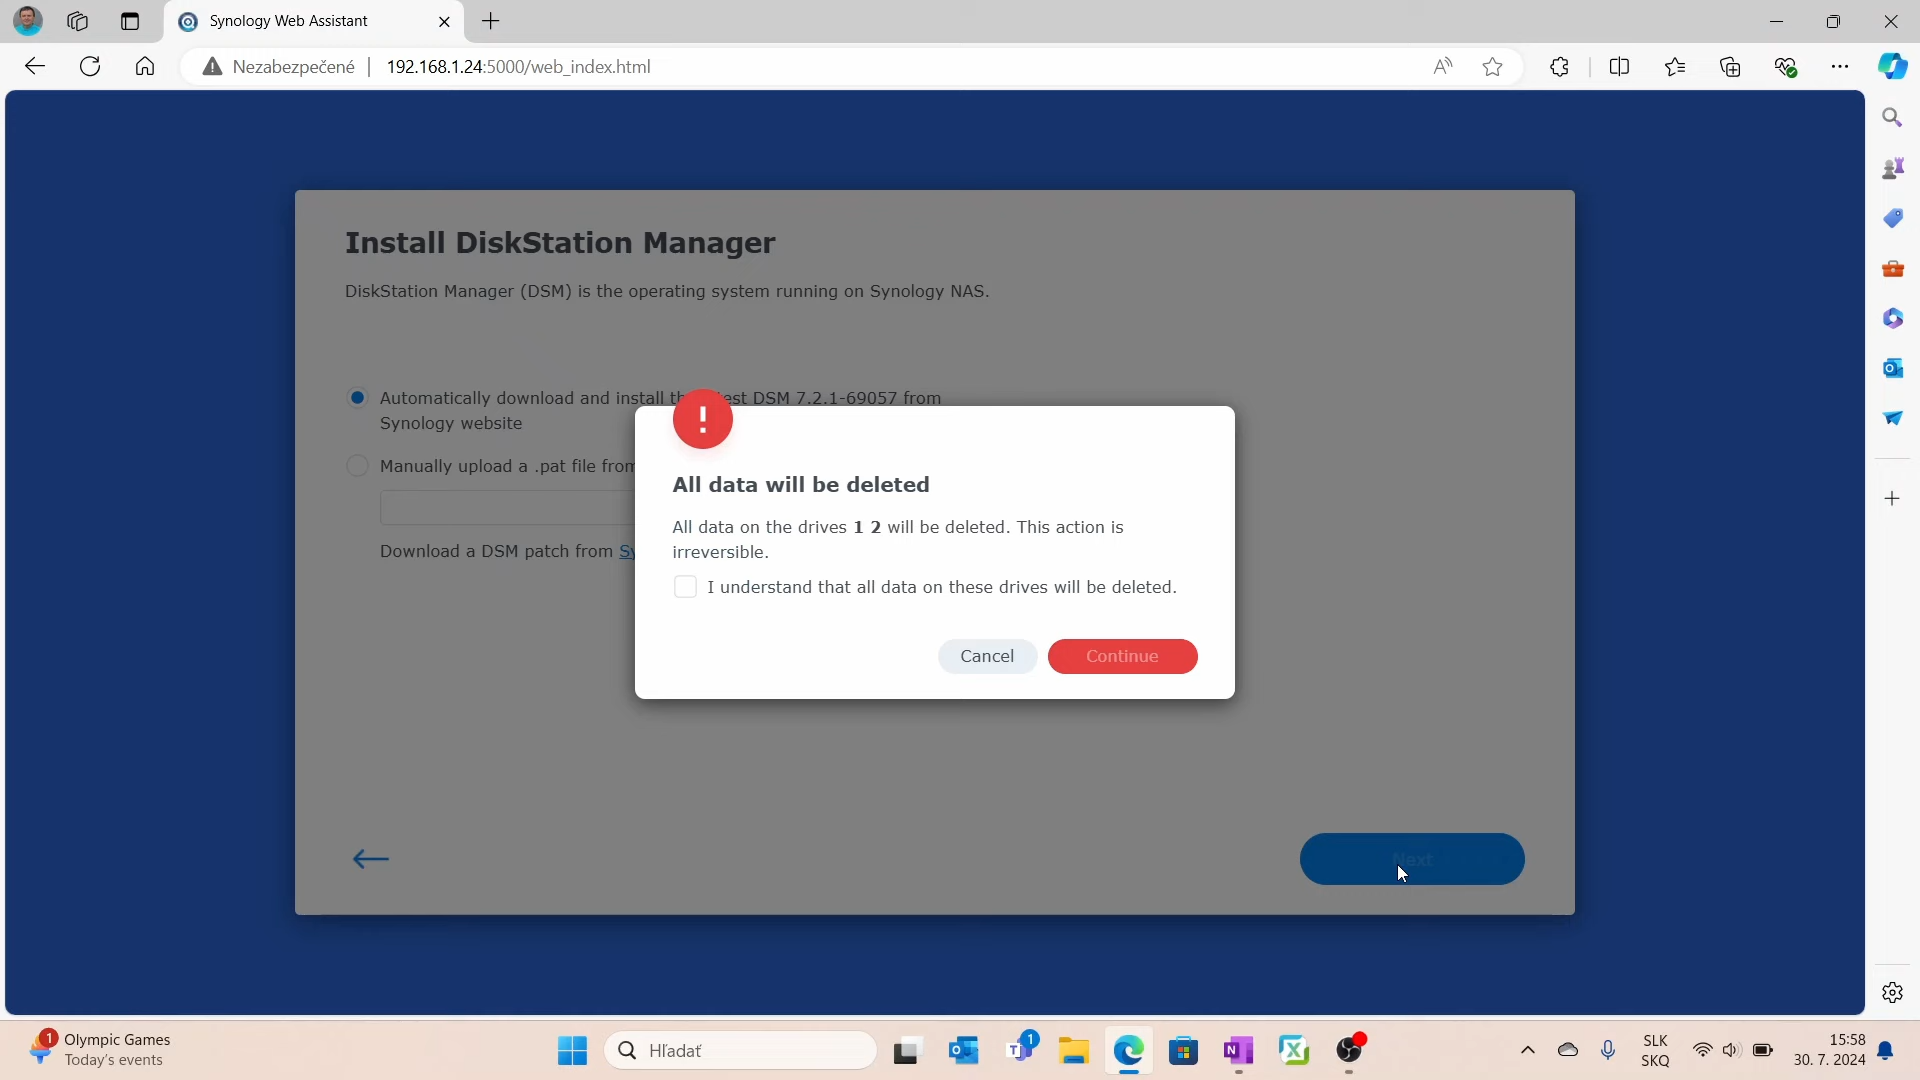 Synology Web Assistant
Nezabezpečené
192.168.1.24:5000/web_index.html
Install DiskStation Manager
DiskStation Manager (DSM) is the operating system running on Synology NAS.
Automatically download and install th est DSM 7.2.1-69057 from
Synology website
Manually upload a .pat file from
Download a DSM patch from Sy
All data will be deleted
All data on the drives 1 2 will be deleted. This action is
irreversible.
I understand that all data on these drives will be deleted.
Cancel
Continue
Next
1
Olympic Games
Today's events
Hľadať
1
SLK
SKQ
15:58
30. 7. 2024